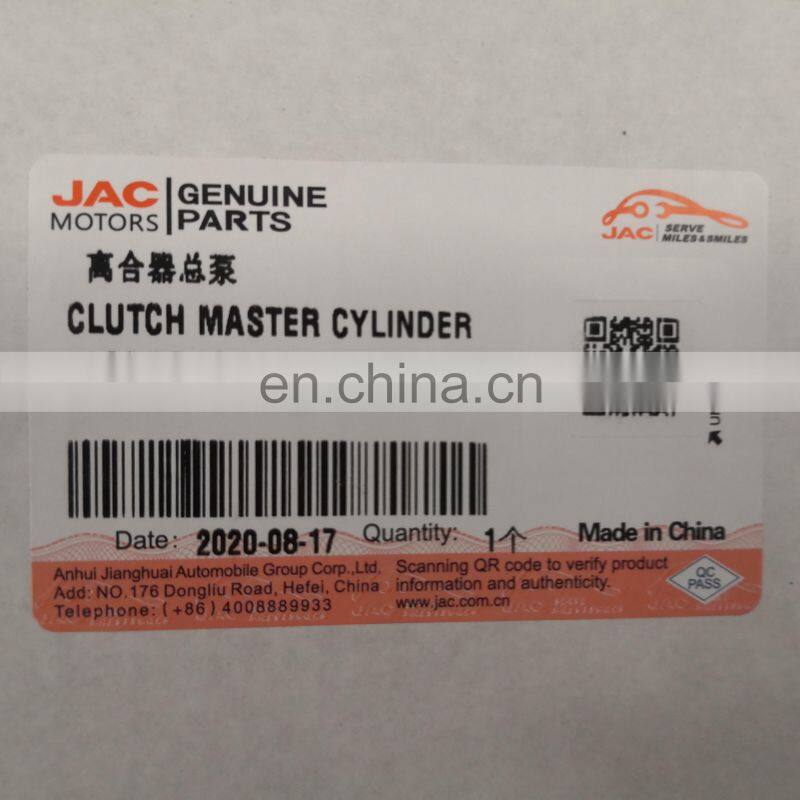 JAC MOTORS GENUINE PARTS
JAC SERVE MILES&SMILES
离合器总泵
CLUTCH MASTER CYLINDER
en.china.cn
Date: 2020-08-17 Quantity: 1个 Made in China
Anhui Jianghuai Automobile Group Corp.,Ltd.
Add: NO.176 Dongliu Road, Hefei, China
Telephone: (+86)4008889933
Scanning QR code to verify product
information and authenticity.
www.jac.com.cn
QC
PASS